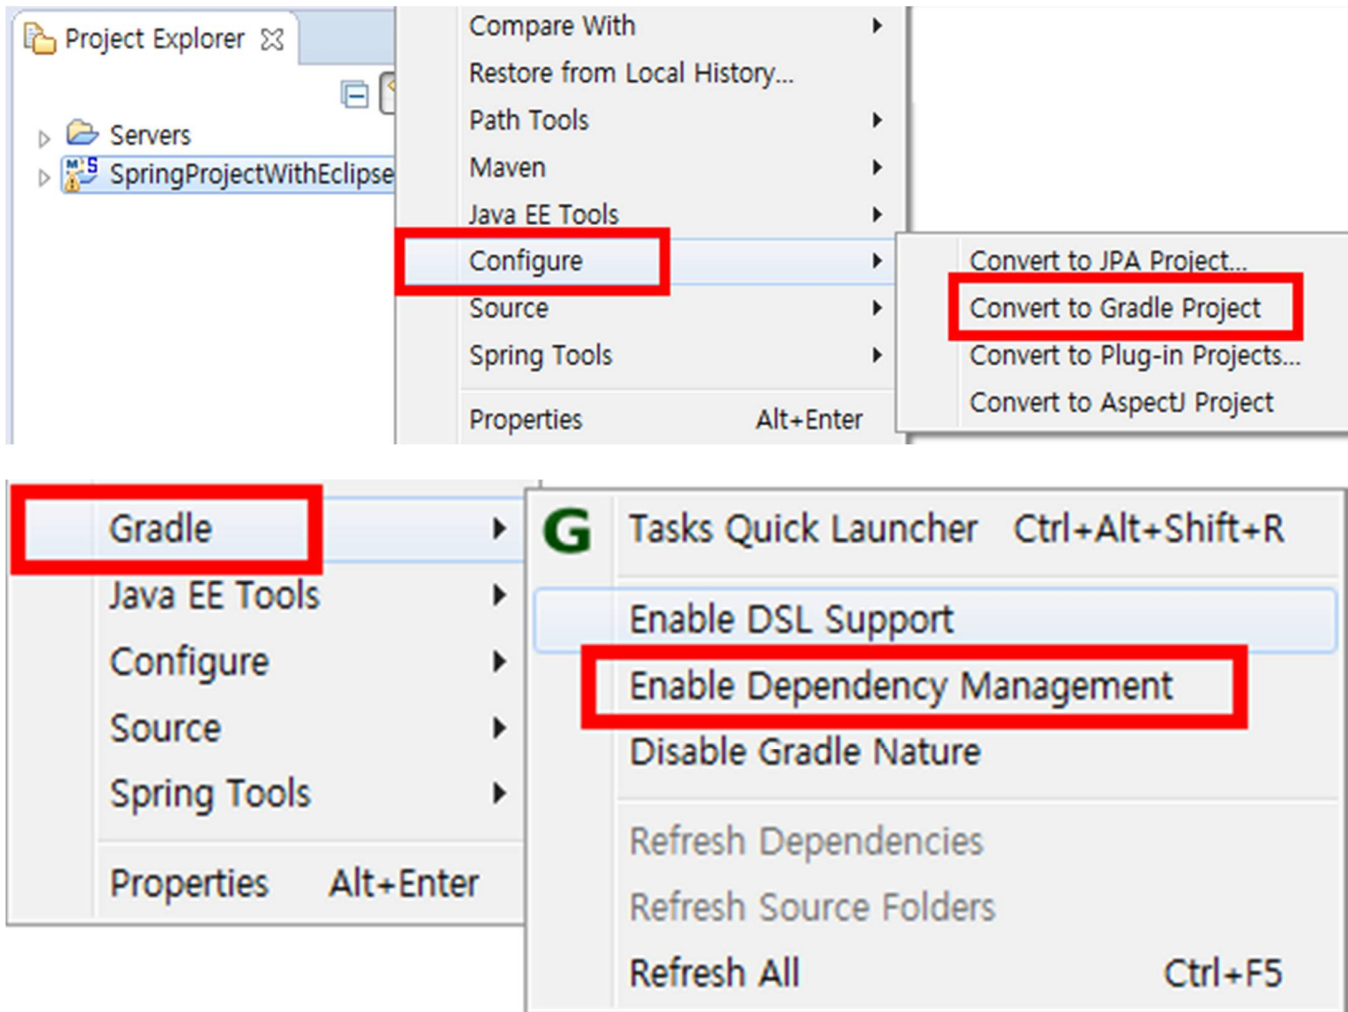 Project Explorer
Servers
SpringProjectWithEclipse
Compare With
Restore from Local History...
Path Tools
Maven
Java EE Tools
Configure
Source
Spring Tools
Properties Alt+Enter
Convert to JPA Project...
Convert to Gradle Project
Convert to Plug-in Projects...
Convert to AspectJ Project
Gradle
Java EE Tools
Configure
Source
Spring Tools
Properties Alt+Enter
G Tasks Quick Launcher Ctrl+Alt+Shift+R
Enable DSL Support
Enable Dependency Management
Disable Gradle Nature
Refresh Dependencies
Refresh Source Folders
Refresh All Ctrl+F5